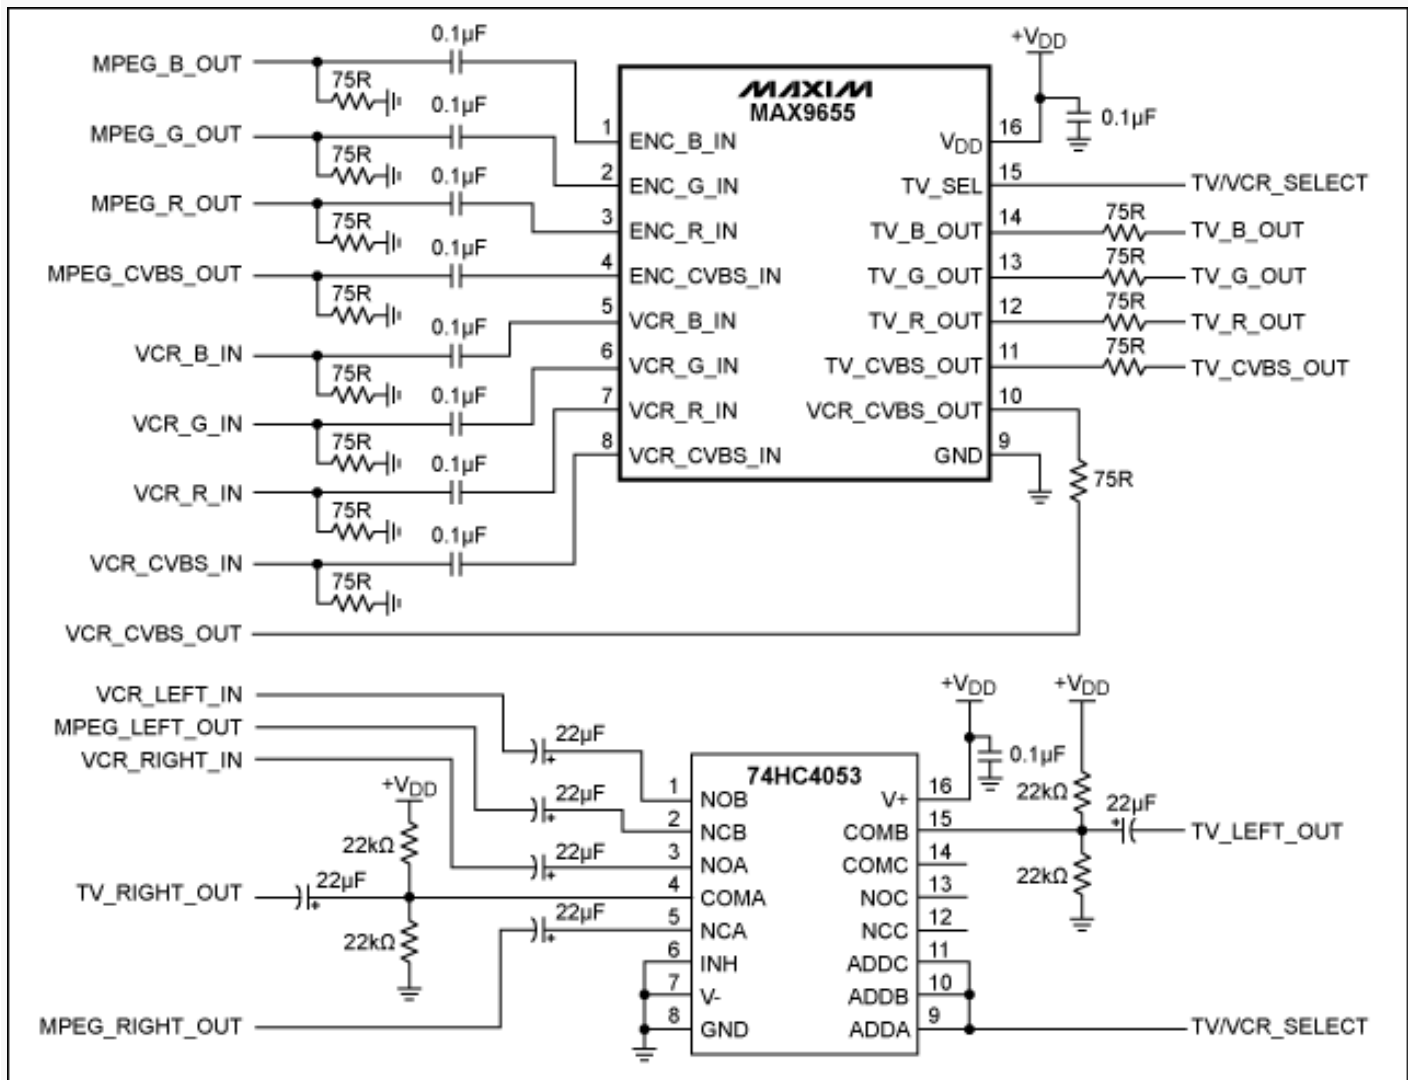 0.1µF
MPEG_B_OUT
75R
0.1µF
MPEG_G_OUT
75R
0.1µF
MPEG_R_OUT
75R
0.1µF
MPEG_CVBS_OUT
75R
0.1µF
VCR_B_IN
75R
0.1µF
VCR_G_IN
75R
0.1µF
VCR_R_IN
75R
0.1µF
VCR_CVBS_IN
75R
VCR_CVBS_OUT
MAXIM
MAX9655
1 ENC_B_IN
2 ENC_G_IN
3 ENC_R_IN
4 ENC_CVBS_IN
5 VCR_B_IN
6 VCR_G_IN
7 VCR_R_IN
8 VCR_CVBS_IN
+VDD
0.1µF
VDD 16
TV_SEL 15 TV/VCR_SELECT
TV_B_OUT 14 75R TV_B_OUT
TV_G_OUT 13 75R TV_G_OUT
TV_R_OUT 12 75R TV_R_OUT
TV_CVBS_OUT 11 75R TV_CVBS_OUT
VCR_CVBS_OUT 10
75R
GND 9
VCR_LEFT_IN
MPEG_LEFT_OUT
VCR_RIGHT_IN
+VDD
22kΩ
TV_RIGHT_OUT
22µF
22kΩ
MPEG_RIGHT_OUT
22µF
22µF
22µF
22µF
74HC4053
1 NOB
2 NCB
3 NOA
4 COMA
5 NCA
6 INH
7 V-
8 GND
+VDD
0.1µF
V+ 16
COMB 15
COMC 14
NOC 13
NCC 12
ADDC 11
ADDB 10
ADDA 9
+VDD
22kΩ
22µF
TV_LEFT_OUT
22kΩ
TV/VCR_SELECT